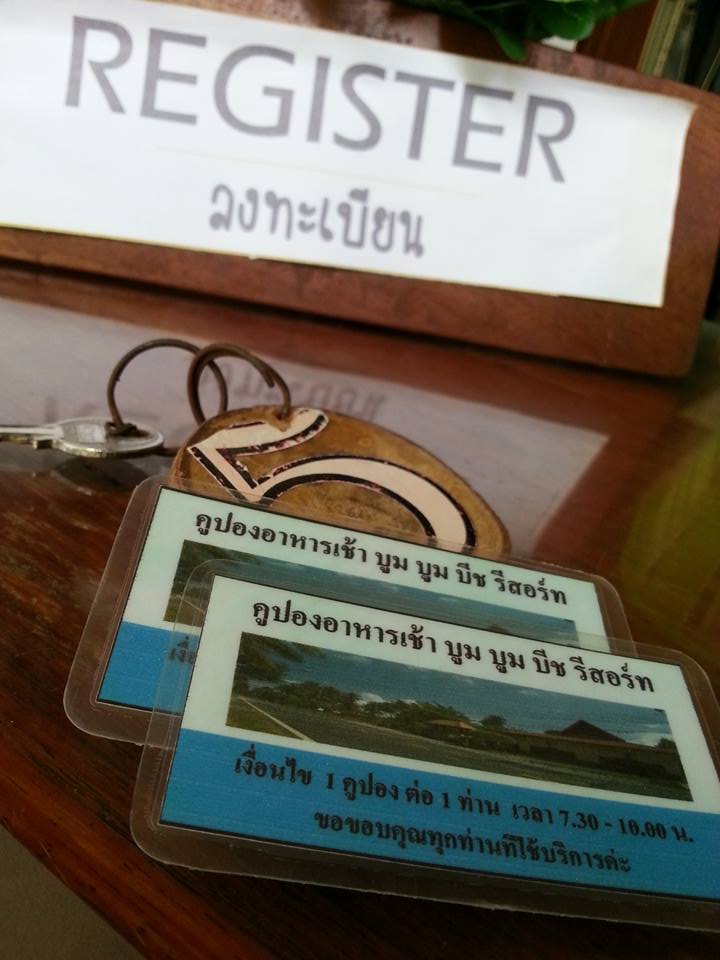 REGISTER
ลงทะเบียน
5
คูปองอาหารเช้า บูม บูม บีช รีสอร์ท
คูปองอาหารเช้า บูม บูม บีช รีสอร์ท
เงื่อนไข 1 คูปอง ต่อ 1 ท่าน เวลา 7.30 - 10.00 น.
ขอขอบคุณทุกท่านที่ใช้บริการค่ะ